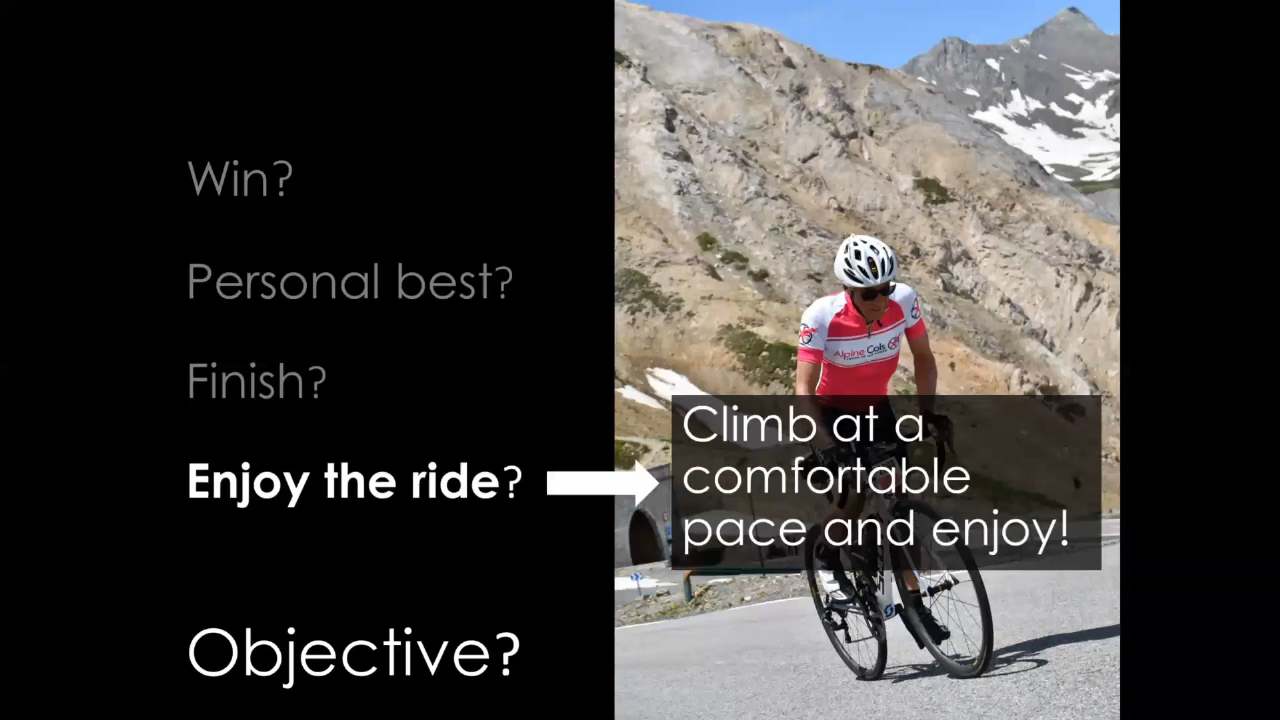 Win?
Personal best?
Finish?
Enjoy the ride?
Climb at a
comfortable
pace and enjoy!
Objective?
Alpine Cols